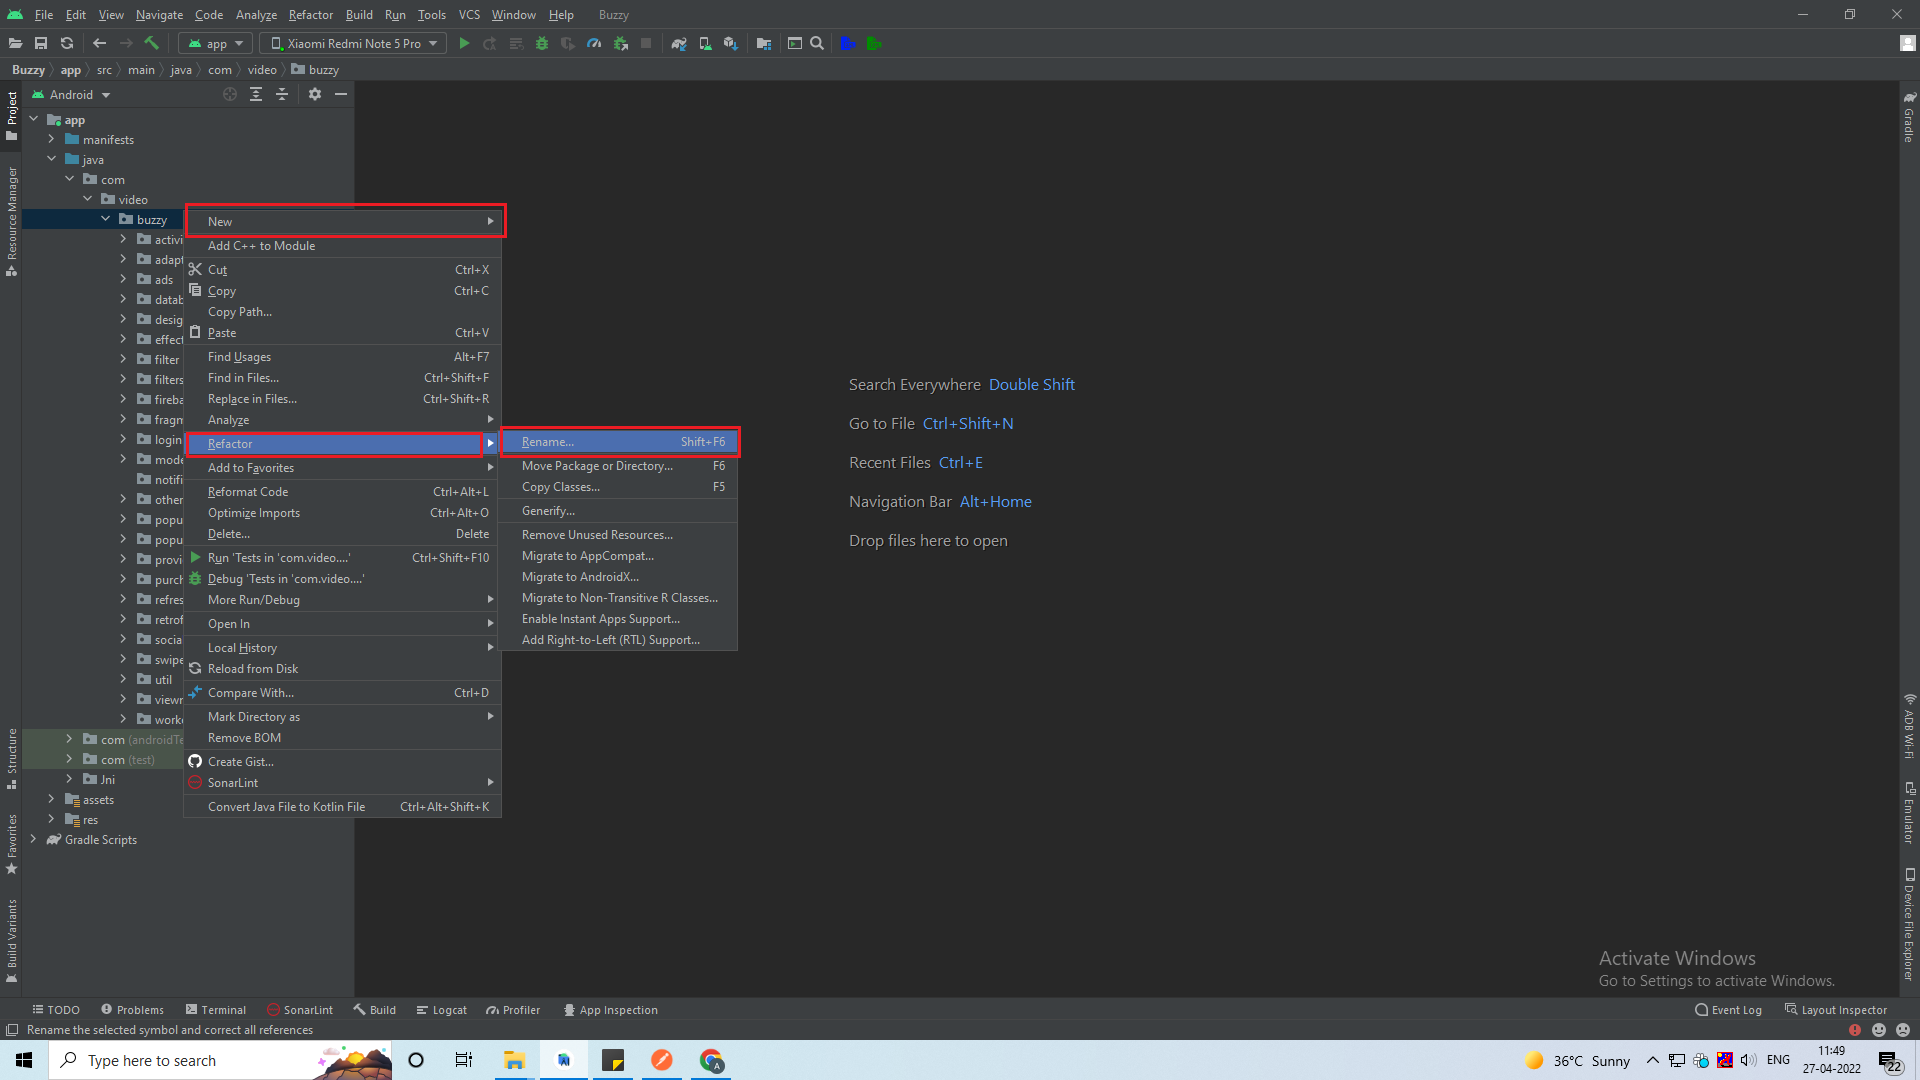 File Edit View Navigate Code Analyze Refactor Build Run Tools VCS Window Help Buzzy
app Xiaomi Redmi Note 5 Pro
Buzzy app src main java com video buzzy
Android
Project
Resource Manager
Structure
Favorites
Build Variants
app
manifests
java
com
video
buzzy
activi
adapt
ads
datab
desig
effect
filter
filters
fireba
fragm
login
mode
notifi
other
popu
popu
provi
purch
refres
retrof
socia
swipe
util
viewr
worke
com (androidTe
com (test)
Jni
assets
res
Gradle Scripts
New
Add C++ to Module
Cut Ctrl+X
Copy Ctrl+C
Copy Path...
Paste Ctrl+V
Find Usages Alt+F7
Find in Files... Ctrl+Shift+F
Replace in Files... Ctrl+Shift+R
Analyze
Refactor
Add to Favorites
Reformat Code Ctrl+Alt+L
Optimize Imports Ctrl+Alt+O
Delete... Delete
Run 'Tests in 'com.video....' Ctrl+Shift+F10
Debug 'Tests in 'com.video....'
More Run/Debug
Open In
Local History
Reload from Disk
Compare With... Ctrl+D
Mark Directory as
Remove BOM
Create Gist...
SonarLint
Convert Java File to Kotlin File Ctrl+Alt+Shift+K
Rename... Shift+F6
Move Package or Directory... F6
Copy Classes... F5
Generify...
Remove Unused Resources...
Migrate to AppCompat...
Migrate to AndroidX...
Migrate to Non-Transitive R Classes...
Enable Instant Apps Support...
Add Right-to-Left (RTL) Support...
Search Everywhere Double Shift
Go to File Ctrl+Shift+N
Recent Files Ctrl+E
Navigation Bar Alt+Home
Drop files here to open
Gradle
ADB Wi-Fi
Emulator
Device File Explorer
Activate Windows
Go to Settings to activate Windows.
TODO Problems Terminal SonarLint Build Logcat Profiler App Inspection Event Log Layout Inspector
Rename the selected symbol and correct all references
Type here to search
36°C Sunny ENG
11:49
27-04-2022
22